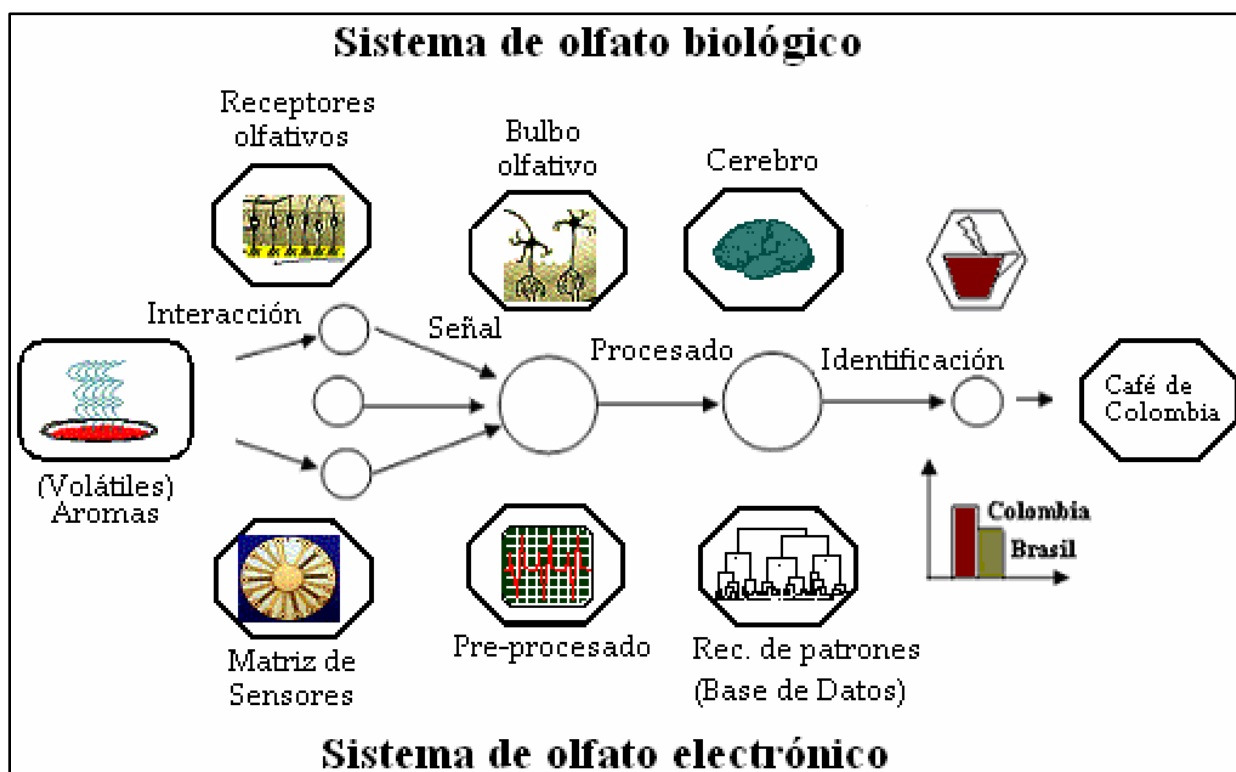 Sistema de olfato biológico
Receptores
olfativos
Bulbo
olfativo
Cerebro
Interacción
Señal
Procesado
Identificación
Café de
Colombia
(Volátiles)
Aromas
Colombia
Brasil
Matriz de
Sensores
Pre-procesado
Rec. de patrones
(Base de Datos)
Sistema de olfato electrónico